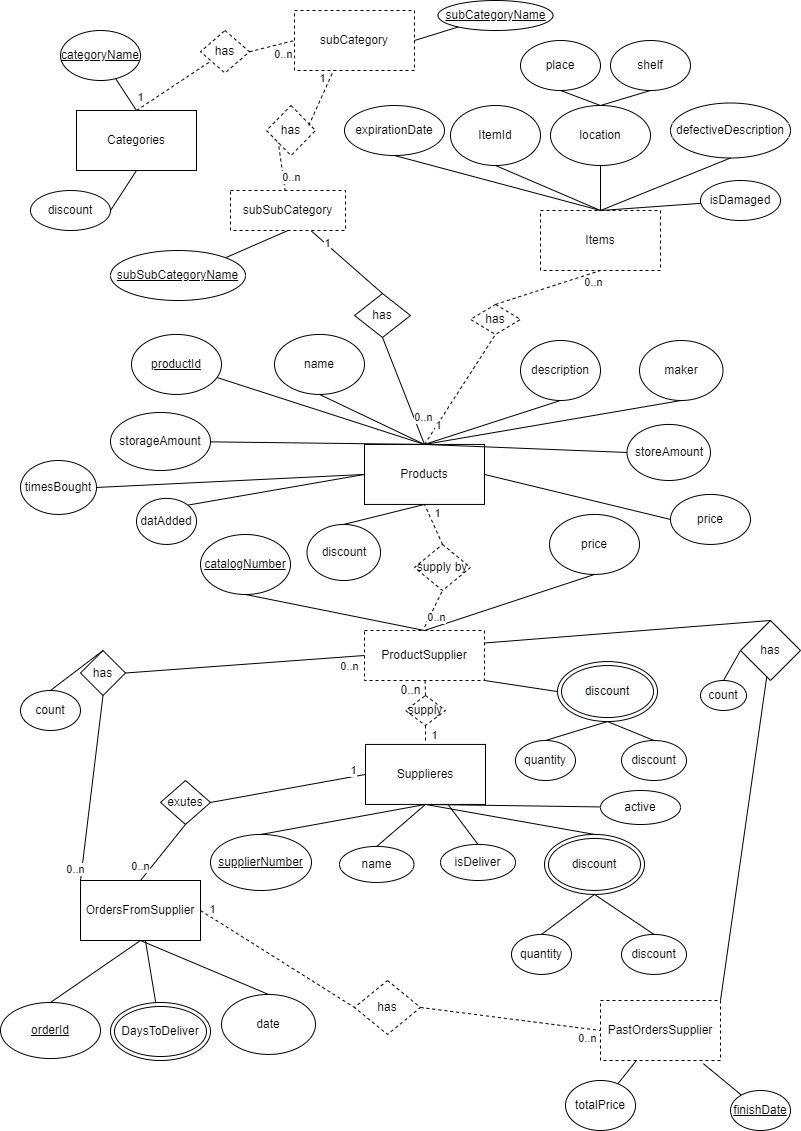 subCategoryName
subCategory
has
0..n
categoryName
1
1
place
shelf
Categories
has
expirationDate
ItemId
location
defectiveDescription
0..n
discount
subSubCategory
isDamaged
1
Items
subSubCategoryName
0..n
has
has
productId
name
description
maker
0..n
1
storageAmount
storeAmount
Products
timesBought
datAdded
1
price
discount
price
catalogNumber
supply by
0..n
ProductSupplier
has
0..n
has
0..n
discount
count
count
supply
1
quantity
discount
1
Supplieres
exutes
active
supplierNumber
name
isDeliver
discount
0..n
0..n
OrdersFromSupplier
1
quantity
discount
has
orderId
DaysToDeliver
date
PastOrdersSupplier
0..n
totalPrice
finishDate